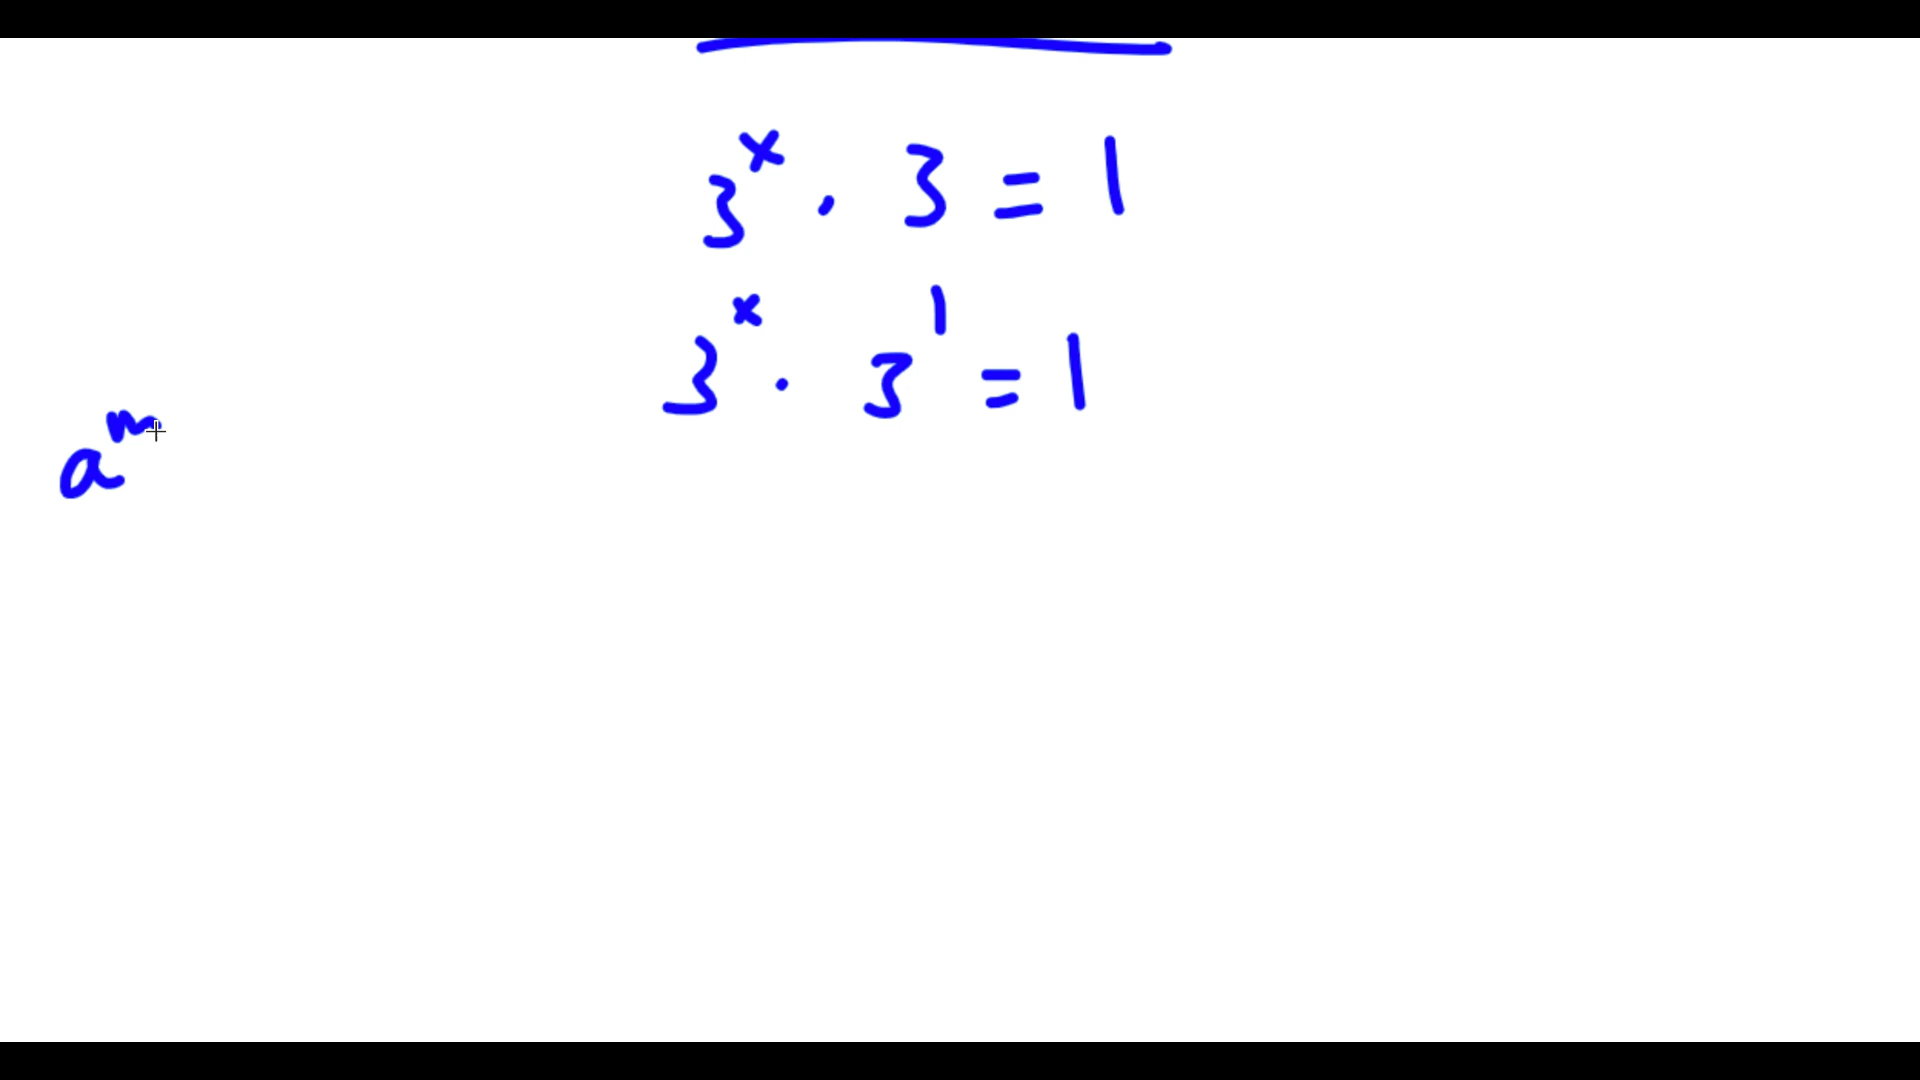 3^x · 3 = 1
3^x · 3^1 = 1
a^m